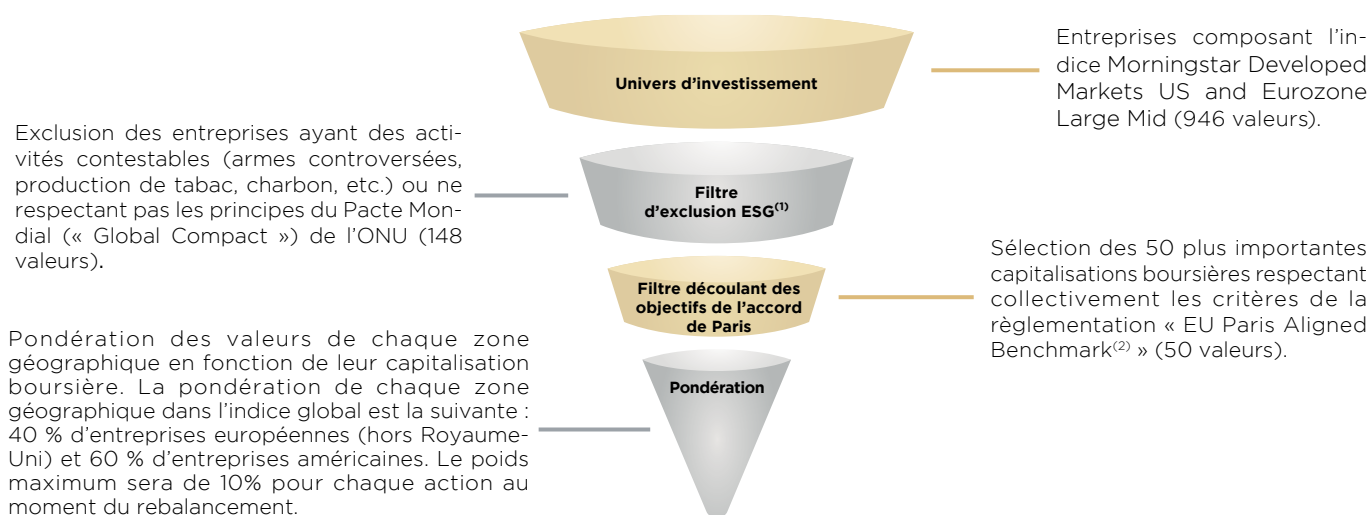 Univers d'investissement
Entreprises composant l'in-
dice Morningstar Developed
Markets US and Eurozone
Large Mid (946 valeurs).
Exclusion des entreprises ayant des acti-
vités contestables (armes controversées,
production de tabac, charbon, etc.) ou ne
respectant pas les principes du Pacte Mon-
dial (« Global Compact ») de l'ONU (148
valeurs).
Filtre
d'exclusion ESG(1)
Filtre découlant des
objectifs de l'accord
de Paris
Sélection des 50 plus importantes
capitalisations boursières respectant
collectivement les critères de la
règlementation « EU Paris Aligned
Benchmark(2) » (50 valeurs).
Pondération des valeurs de chaque zone
géographique en fonction de leur capitalisation
boursière. La pondération de chaque zone
géographique dans l'indice global est la suivante :
40 % d'entreprises européennes (hors Royaume-
Uni) et 60 % d'entreprises américaines. Le poids
maximum sera de 10% pour chaque action au
moment du rebalancement.
Pondération